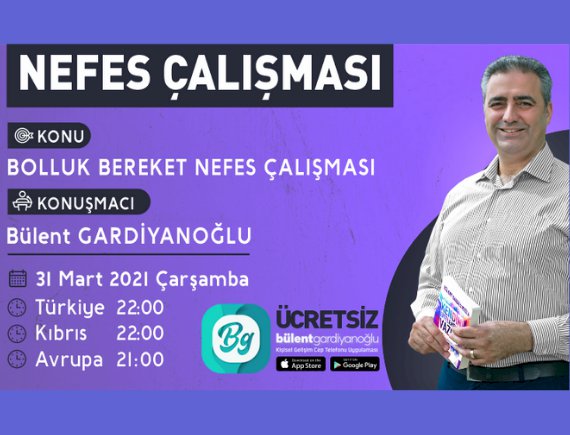 NEFES ÇALIŞMASI
KONU
BOLLUK BEREKET NEFES ÇALIŞMASI
KONUŞMACI
Bülent GARDİYANOĞLU
31 Mart 2021 Çarşamba
Türkiye 22:00
Kıbrıs 22:00
Avrupa 21:00
Bg
ÜCRETSİZ
bülentgardiyanoğlu
Kişisel Gelişim Cep Telefonu Uygulaması
App Store
Google Play